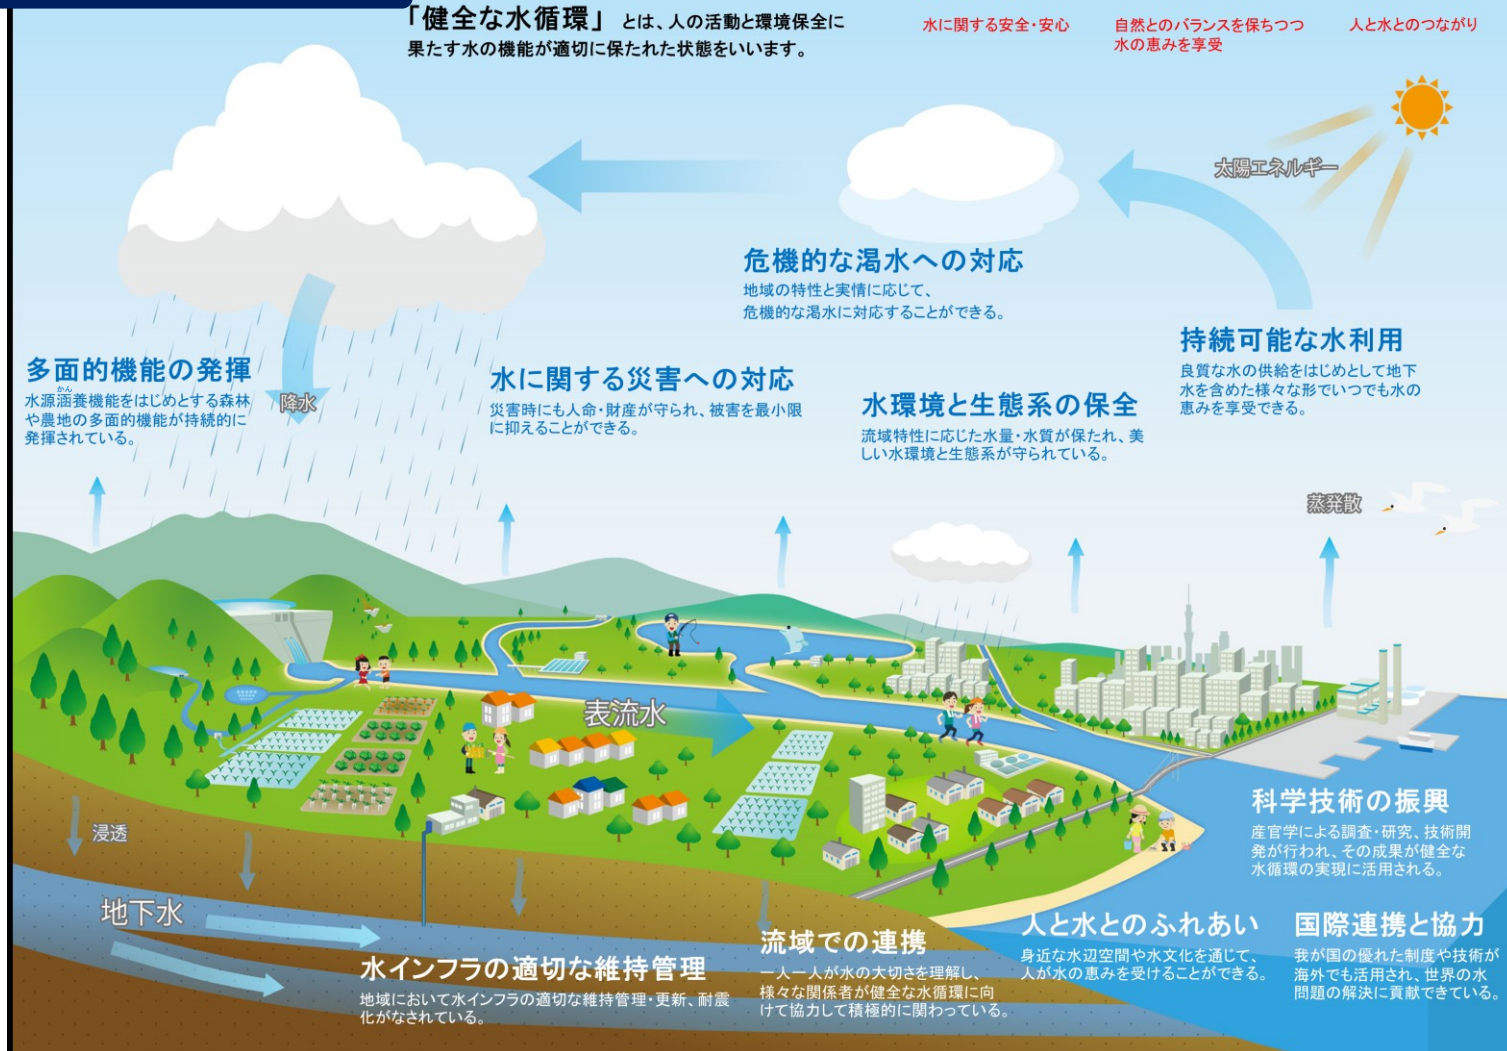 「健全な水循環」 とは、人の活動と環境保全に
果たす水の機能が適切に保たれた状態をいいます。
水に関する安全・安心
自然とのバランスを保ちつつ
水の恵みを享受
人と水とのつながり
太陽エネルギー
危機的な渇水への対応
地域の特性と実情に応じて、
危機的な渇水に対応することができる。
持続可能な水利用
良質な水の供給をはじめとして地下
水を含めた様々な形でいつでも水の
恵みを享受できる。
多面的機能の発揮
かん
水源涵養機能をはじめとする森林
や農地の多面的機能が持続的に
発揮されている。
降水
水に関する災害への対応
災害時にも人命・財産が守られ、被害を最小限
に抑えることができる。
水環境と生態系の保全
流域特性に応じた水量・水質が保たれ、美
しい水環境と生態系が守られている。
蒸発散
表流水
浸透
地下水
科学技術の振興
産官学による調査・研究、技術開
発が行われ、その成果が健全な
水循環の実現に活用される。
水インフラの適切な維持管理
地域において水インフラの適切な維持管理・更新、耐震
化がなされている。
流域での連携
一人一人が水の大切さを理解し、
様々な関係者が健全な水循環に向
けて協力して積極的に関わっている。
人と水とのふれあい
身近な水辺空間や水文化を通じて、
人が水の恵みを受けることができる。
国際連携と協力
我が国の優れた制度や技術が
海外でも活用され、世界の水
問題の解決に貢献できている。